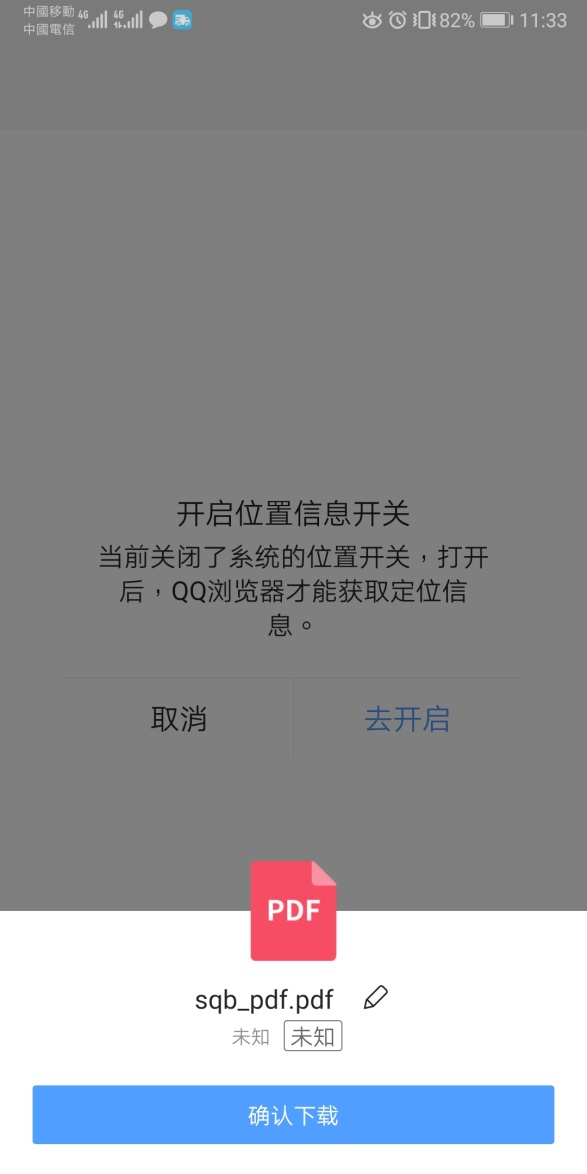 中國移動 4G 4G 82% 11:33
中國電信
开启位置信息开关
当前关闭了系统的位置开关，打开
后，QQ浏览器才能获取定位信
息。
取消 去开启
PDF
sqb_pdf.pdf
未知 未知
确认下载